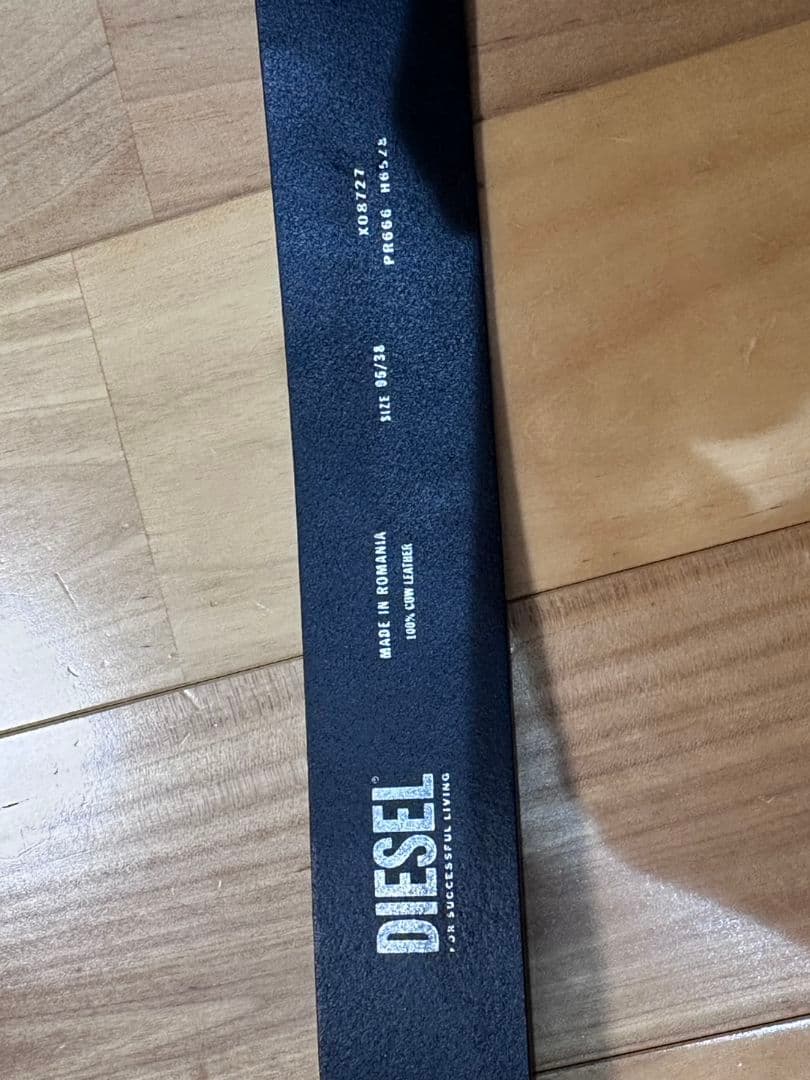 DIESEL®
FOR SUCCESSFUL LIVING
MADE IN ROMANIA
100% COW LEATHER
SIZE 95/38
X08727
PR666 H6528